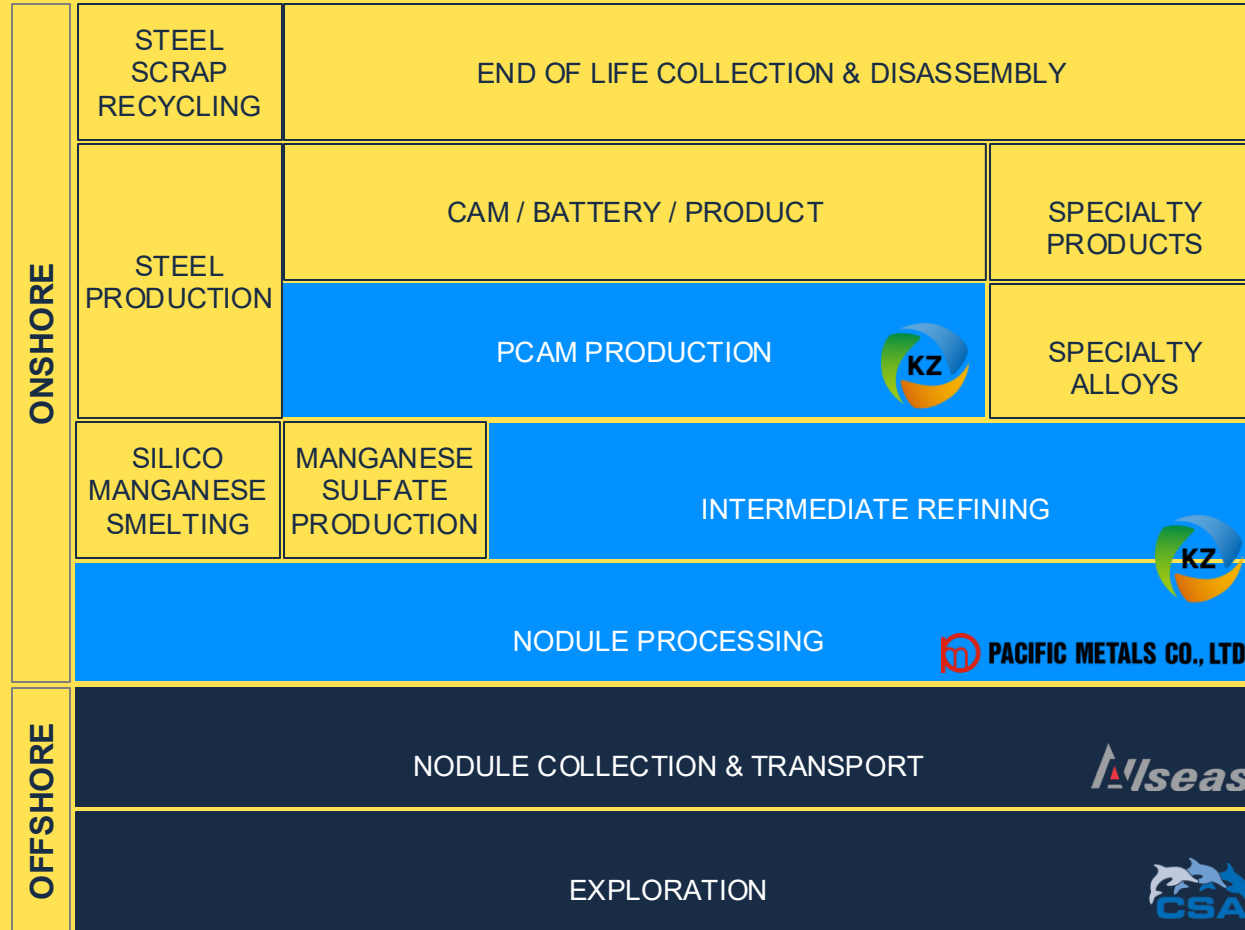 STEEL
SCRAP
RECYCLING
END OF LIFE COLLECTION & DISASSEMBLY
ONSHORE
STEEL
PRODUCTION
CAM / BATTERY / PRODUCT
SPECIALTY
PRODUCTS
PCAM PRODUCTION
KZ
SPECIALTY
ALLOYS
SILICO
MANGANESE
SMELTING
MANGANESE
SULFATE
PRODUCTION
INTERMEDIATE REFINING
KZ
NODULE PROCESSING
pm PACIFIC METALS CO., LTD
OFFSHORE
NODULE COLLECTION & TRANSPORT
Allseas
EXPLORATION
CSA